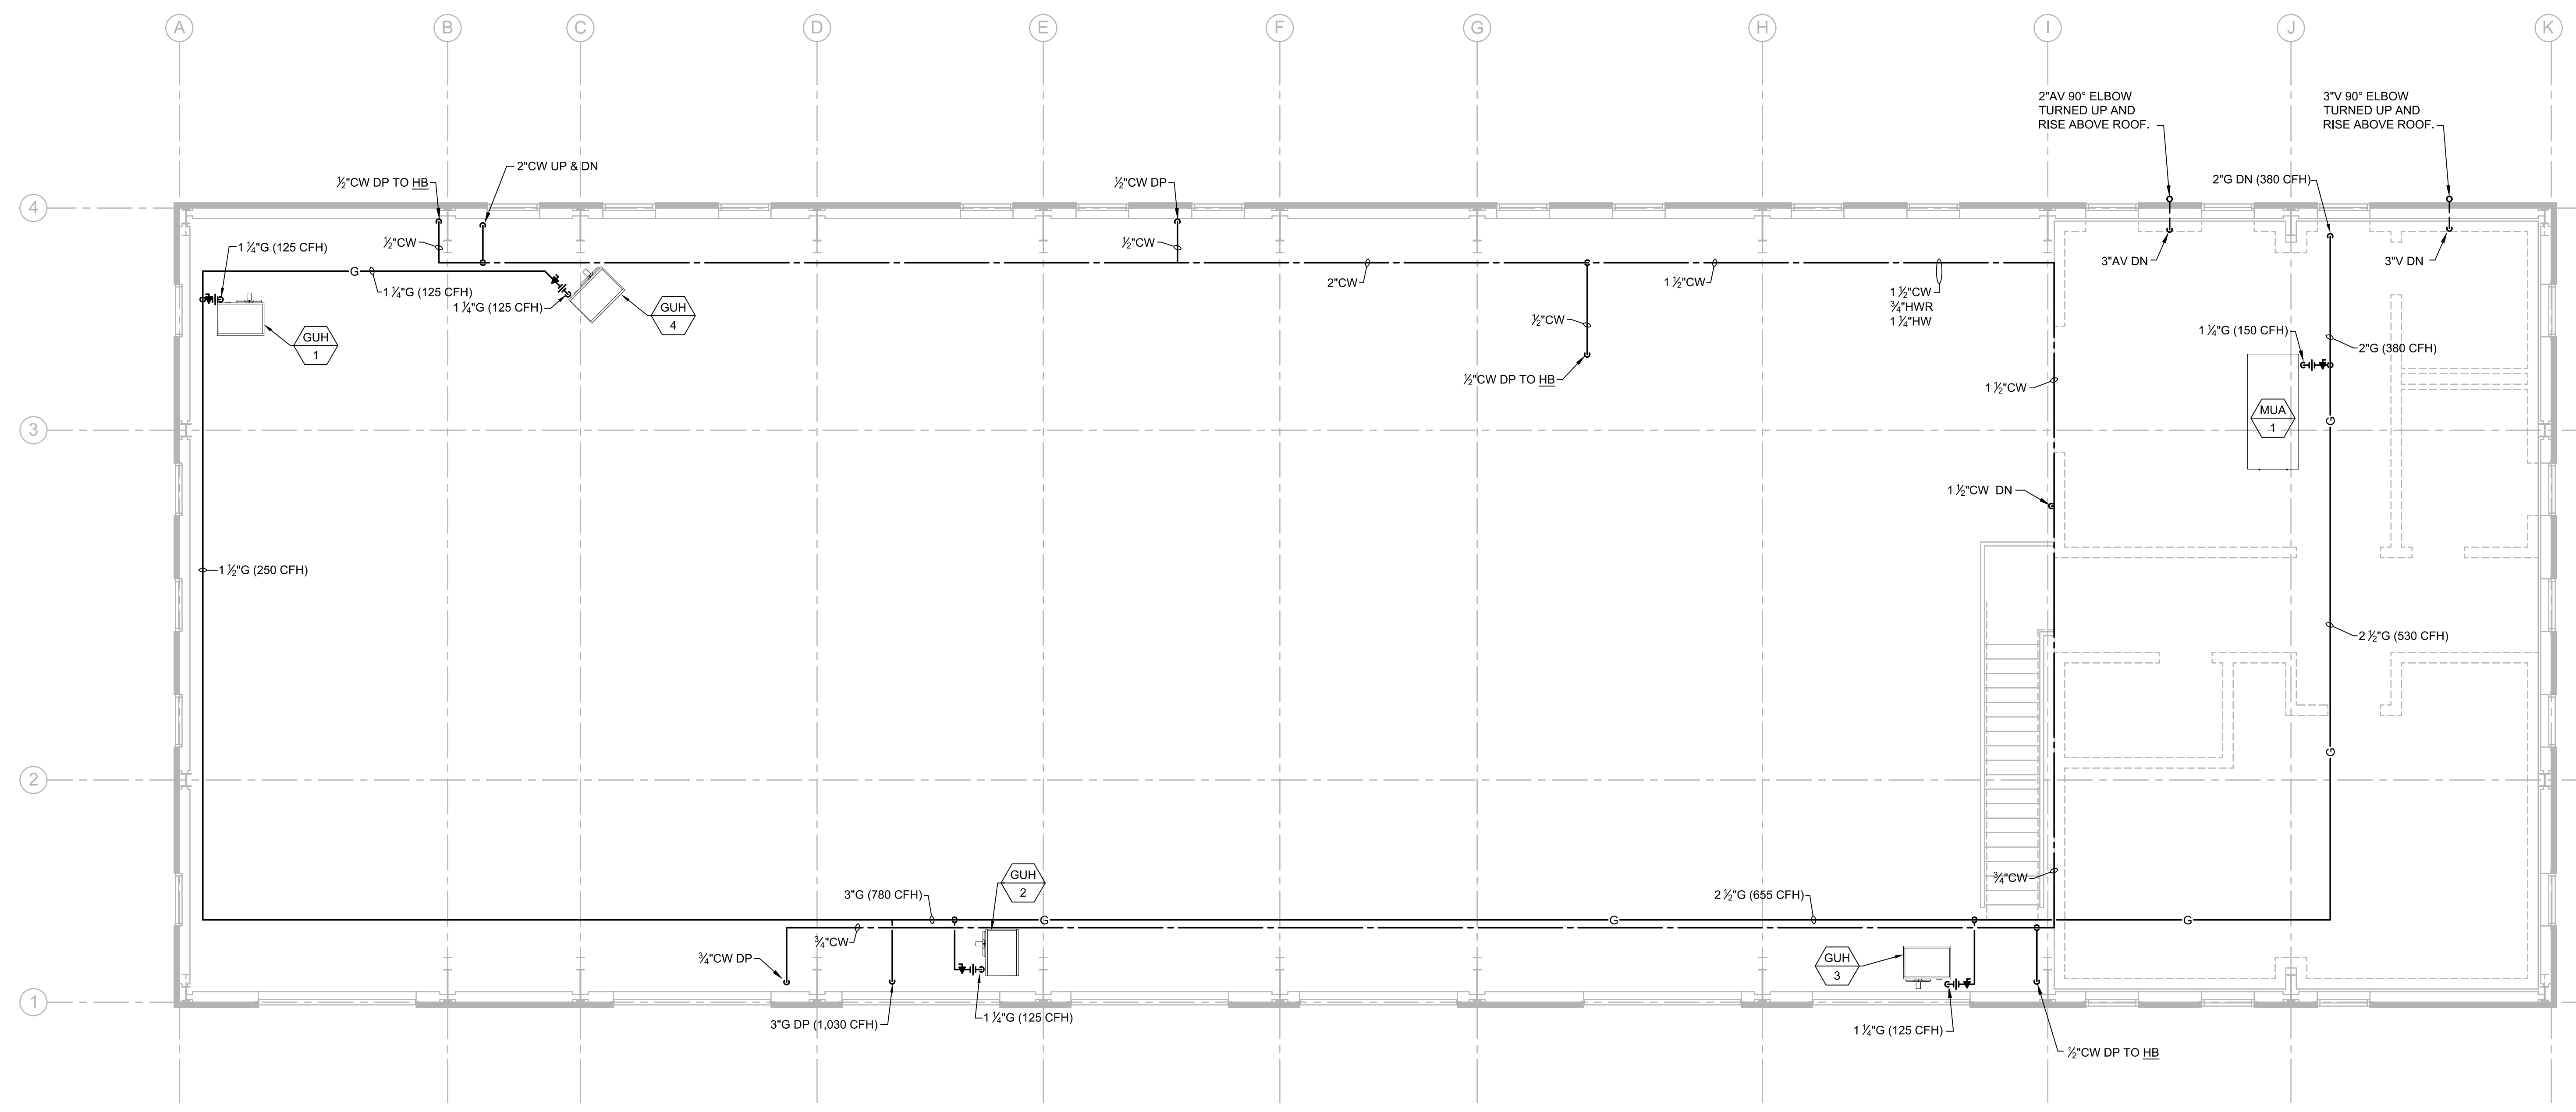 A
B
C
D
E
F
G
H
I
J
K
2"AV 90° ELBOW
TURNED UP AND
RISE ABOVE ROOF.
3"V 90° ELBOW
TURNED UP AND
RISE ABOVE ROOF.
½"CW DP TO HB
2"CW UP & DN
½"CW DP
2"G DN (380 CFH)
4
1 ¼"G (125 CFH)
½"CW
½"CW
G
1 ¼"G (125 CFH)
1 ¼"G (125 CFH)
GUH
4
GUH
1
2"CW
1 ½"CW
1 ½"CW
¾"HWR
1 ¼"HW
3"AV DN
3"V DN
½"CW
½"CW DP TO HB
1 ½"CW
1 ¼"G (150 CFH)
2"G (380 CFH)
MUA
1
G
3
1 ½"CW DN
1 ½"G (250 CFH)
2 ½"G (530 CFH)
G
2
¾"CW
3"G (780 CFH)
GUH
2
2 ½"G (655 CFH)
G
G
G
¾"CW
¾"CW DP
GUH
3
1
3"G DP (1,030 CFH)
1 ¼"G (125 CFH)
1 ¼"G (125 CFH)
½"CW DP TO HB